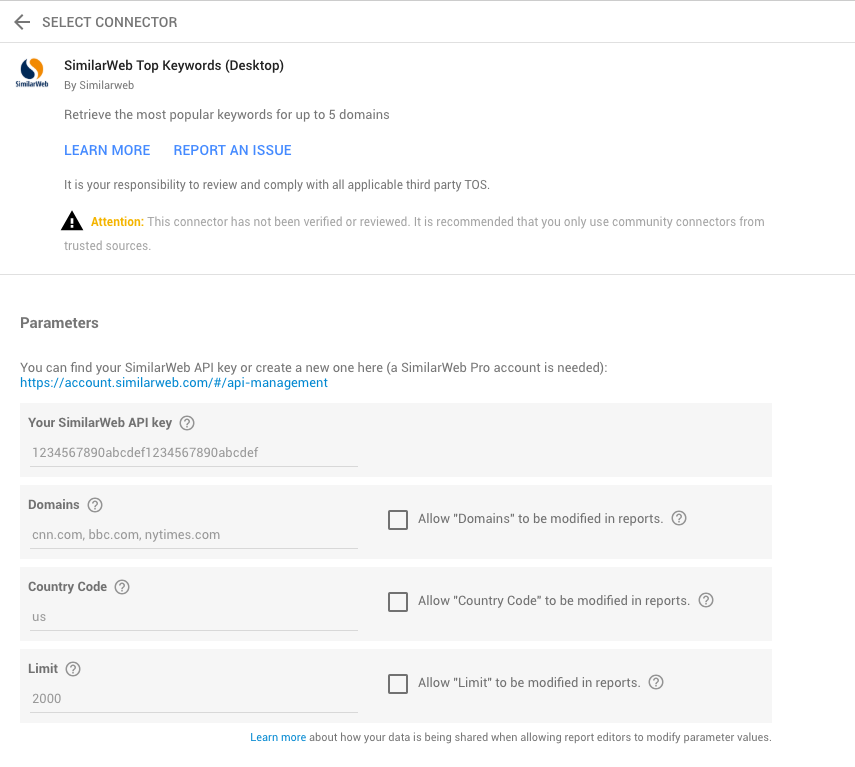 SELECT CONNECTOR
SimilarWeb
SimilarWeb Top Keywords (Desktop)
By Similarweb
Retrieve the most popular keywords for up to 5 domains
LEARN MORE REPORT AN ISSUE
It is your responsibility to review and comply with all applicable third party TOS.
Attention: This connector has not been verified or reviewed. It is recommended that you only use community connectors from
trusted sources.
Parameters
You can find your SimilarWeb API key or create a new one here (a SimilarWeb Pro account is needed):
https://account.similarweb.com/#/api-management
Your SimilarWeb API key ?
1234567890abcdef1234567890abcdef
Domains ?
Allow "Domains" to be modified in reports. ?
cnn.com, bbc.com, nytimes.com
Country Code ?
Allow "Country Code" to be modified in reports. ?
us
Limit ?
Allow "Limit" to be modified in reports. ?
2000
Learn more about how your data is being shared when allowing report editors to modify parameter values.